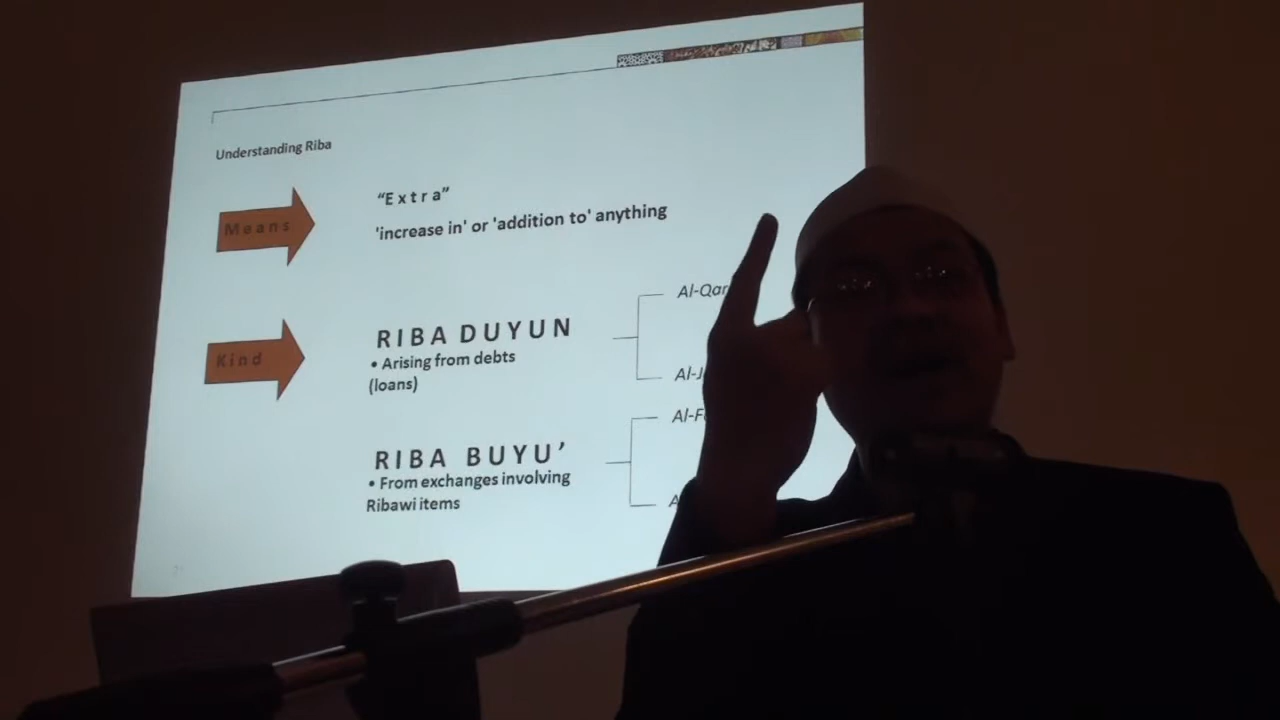 Understanding Riba
Means
“Extra”
'increase in' or 'addition to' anything
Kind
RIBA DUYUN
• Arising from debts
(loans)
RIBA BUYU’
• From exchanges involving
Ribawi items